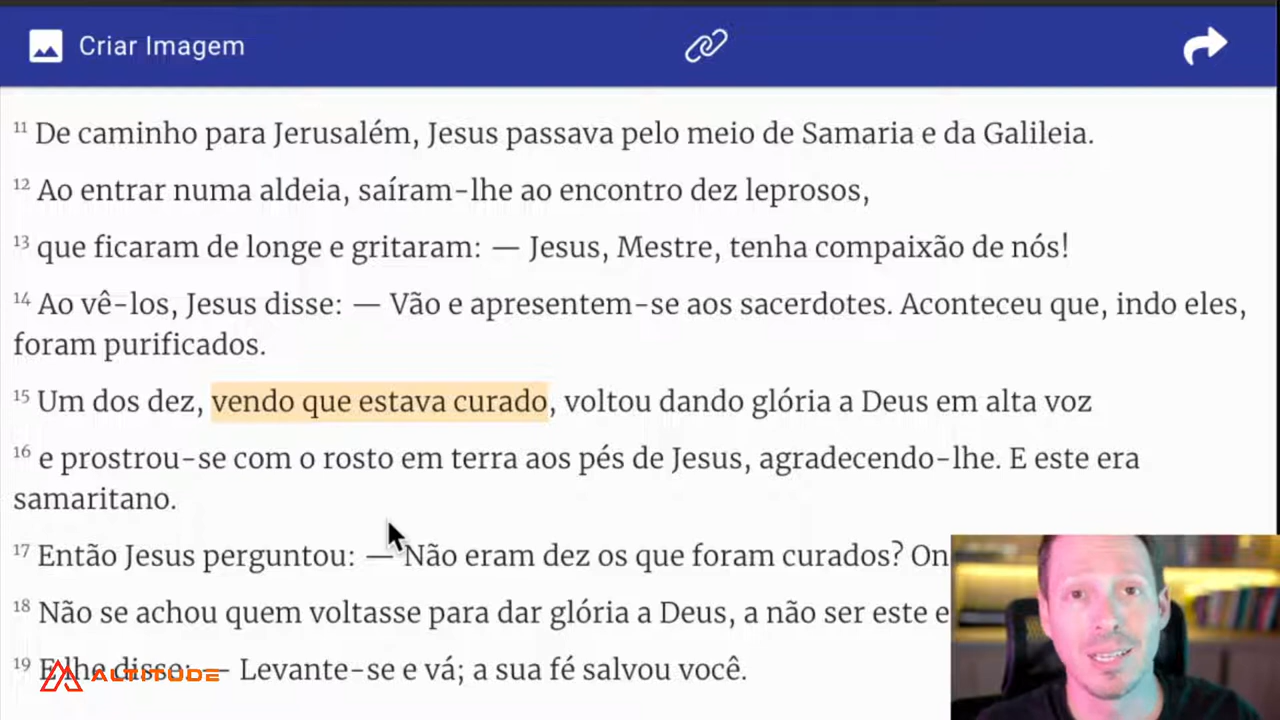 Criar Imagem
11 De caminho para Jerusalém, Jesus passava pelo meio de Samaria e da Galileia.
12 Ao entrar numa aldeia, saíram-lhe ao encontro dez leprosos,
13 que ficaram de longe e gritaram: — Jesus, Mestre, tenha compaixão de nós!
14 Ao vê-los, Jesus disse: — Vão e apresentem-se aos sacerdotes. Aconteceu que, indo eles,
foram purificados.
15 Um dos dez, vendo que estava curado, voltou dando glória a Deus em alta voz
16 e prostrou-se com o rosto em terra aos pés de Jesus, agradecendo-lhe. E este era
samaritano.
17 Então Jesus perguntou: — Não eram dez os que foram curados? On
18 Não se achou quem voltasse para dar glória a Deus, a não ser este e
19 E lhe disse: — Levante-se e vá; a sua fé salvou você.
ALTITUDE